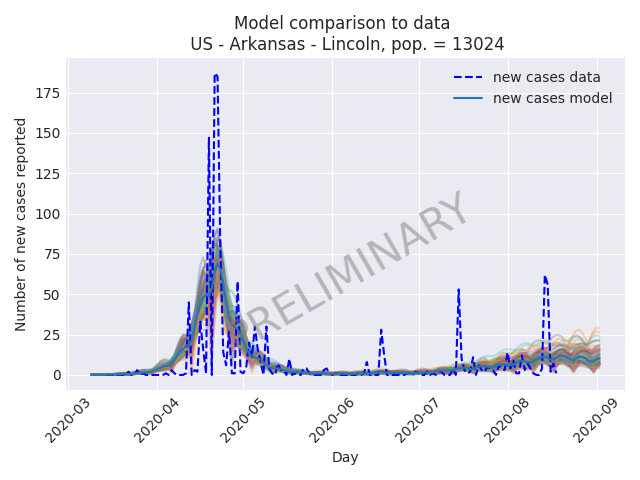 Model comparison to data
US - Arkansas - Lincoln, pop. = 13024
new cases data
new cases model
Number of new cases reported
175
150
125
100
75
50
25
0
PRELIMINARY
2020-03
2020-04
2020-05
2020-06
2020-07
2020-08
2020-09
Day